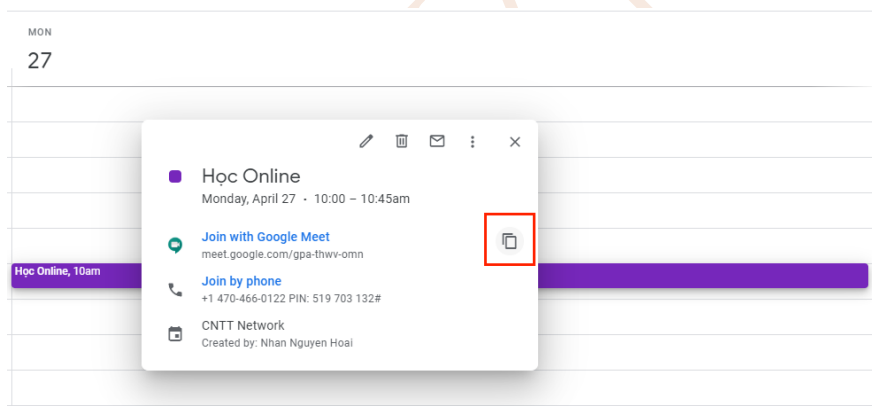 MON
27
Học Online
Monday, April 27 • 10:00 – 10:45am
Join with Google Meet
meet.google.com/gpa-thwv-omn
Học Online, 10am
Join by phone
+1 470-466-0122 PIN: 519 703 132#
CNTT Network
Created by: Nhan Nguyen Hoai